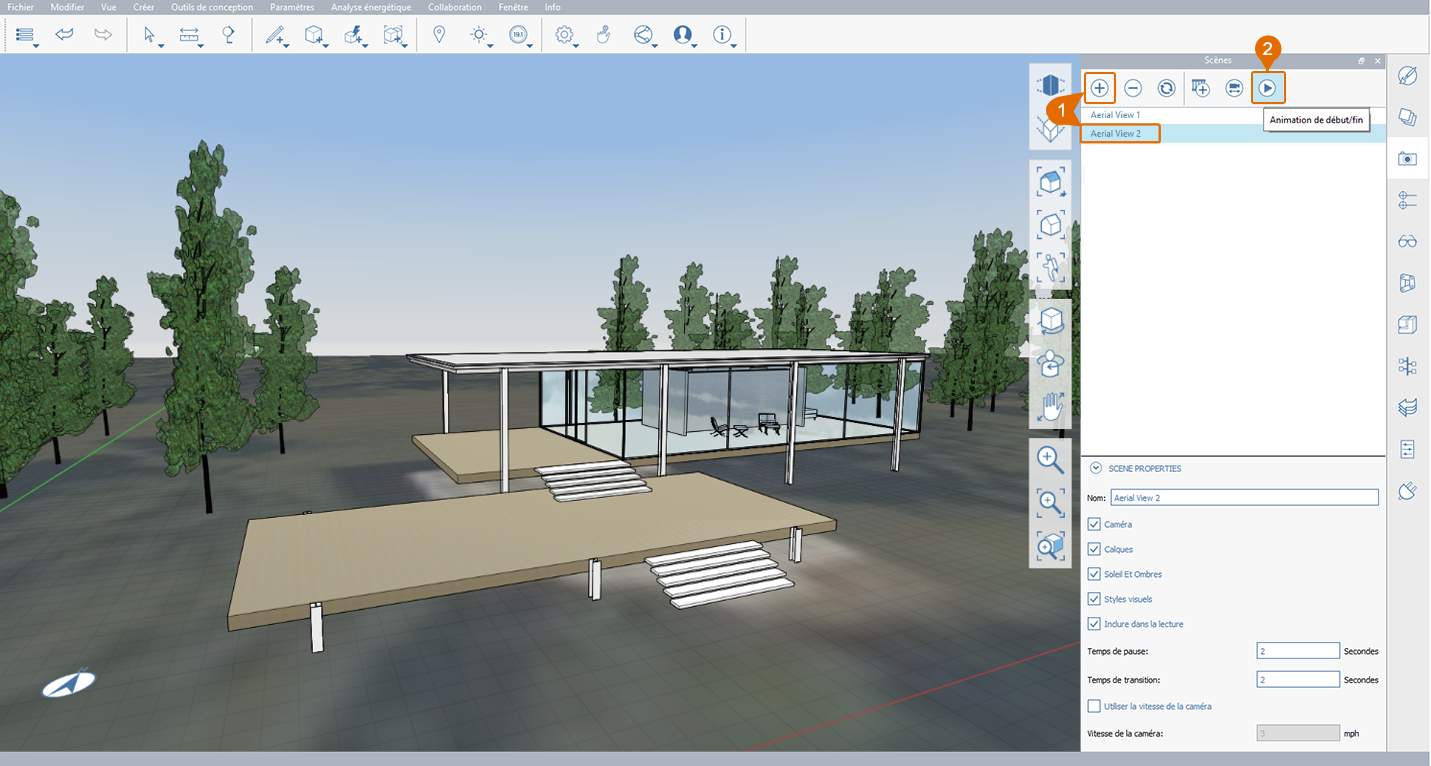 Fichier Modifier Vue Créer Outils de conception Paramètres Analyse énergétique Collaboration Fenêtre Info
19.1
2
Scènes
1
Aerial View 1
Animation de début/fin
Aerial View 2
SCENE PROPERTIES
Nom: Aerial View 2
Caméra
Calques
Soleil Et Ombres
Styles visuels
Inclure dans la lecture
Temps de pause: 2 Secondes
Temps de transition: 2 Secondes
Utiliser la vitesse de la caméra
Vitesse de la caméra: 3 mph